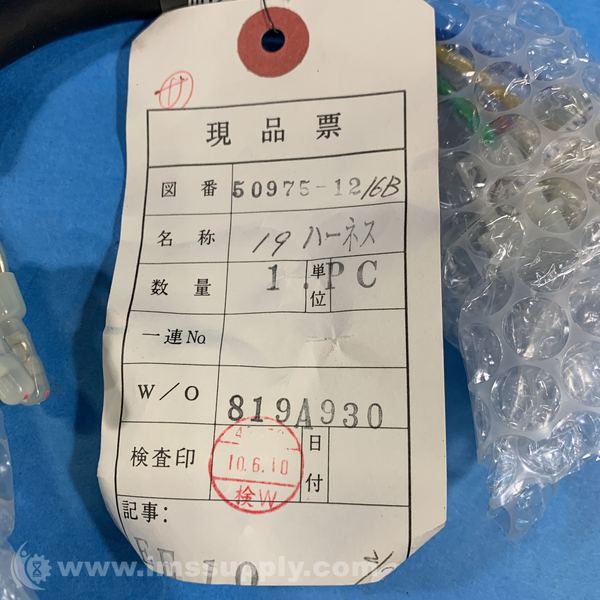 サ
現品票
図番 50975-1216B
名称 19 ハーネス
数量 1 単位 PC
一連No.
W/O 819A930
検査印 10.6.10 検W 日付
記事:
www.imssupply.com